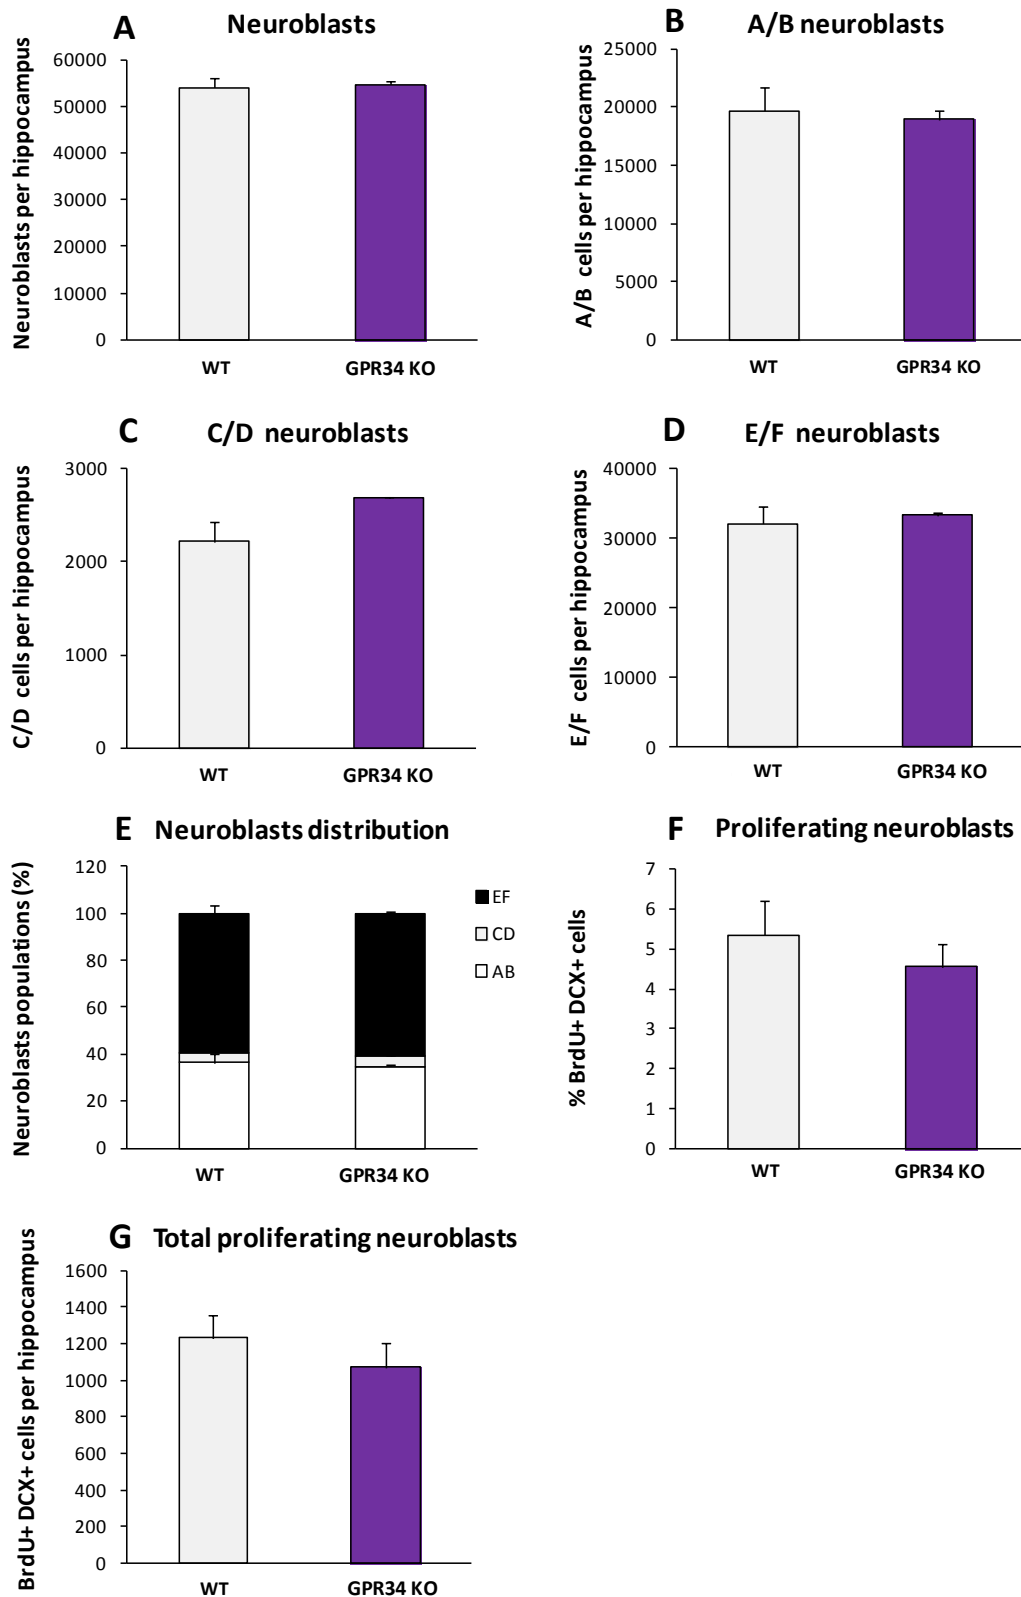 A Neuroblasts
Neuroblasts per hippocampus
60000
50000
40000
30000
20000
10000
0
WT GPR34 KO
B A/B neuroblasts
A/B cells per hippocampus
25000
20000
15000
10000
5000
0
WT GPR34 KO
C C/D neuroblasts
C/D cells per hippocampus
3000
2000
1000
0
WT GPR34 KO
D E/F neuroblasts
E/F cells per hippocampus
40000
30000
20000
10000
0
WT GPR34 KO
E Neuroblasts distribution
Neuroblasts populations (%)
120
100
80
60
40
20
0
EF
CD
AB
WT GPR34 KO
F Proliferating neuroblasts
% BrdU+ DCX+ cells
7
6
5
4
3
2
1
0
WT GPR34 KO
G Total proliferating neuroblasts
BrdU+ DCX+ cells per hippocampus
1600
1400
1200
1000
800
600
400
200
0
WT GPR34 KO